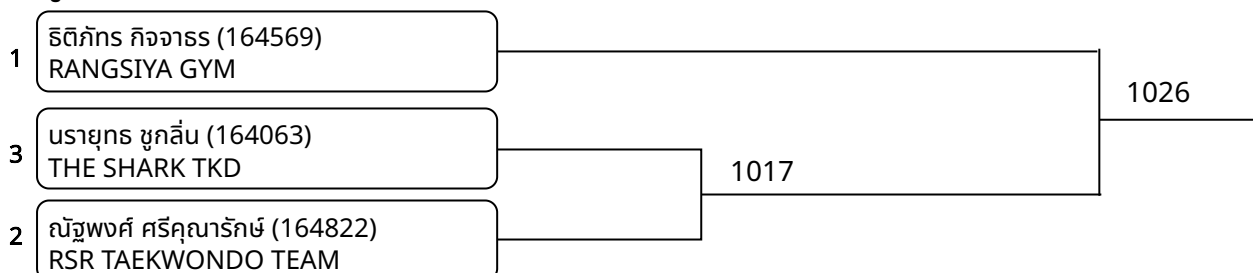 1
ธิติภัทร กิจจาธร (164569)
RANGSIYA GYM
1026
3
นรายุทธ ชูกลิ่น (164063)
THE SHARK TKD
1017
2
ณัฐพงศ์ ศรีคุณารักษ์ (164822)
RSR TAEKWONDO TEAM